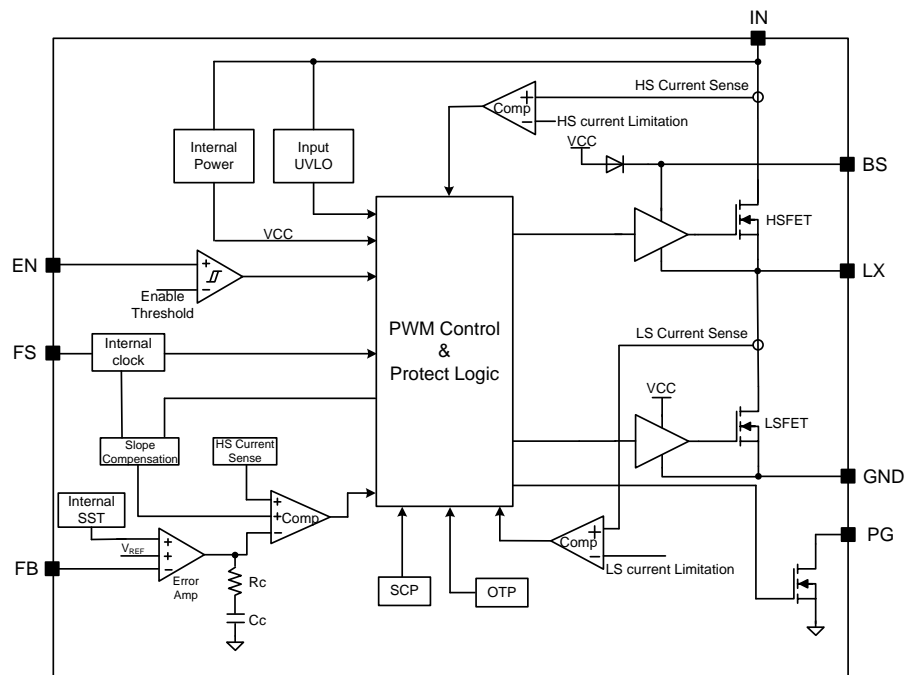 IN
HS Current Sense
+
Comp
−
HS current Limitation
VCC
BS
Internal
Power
Input
UVLO
HSFET
VCC
EN
+
−
Enable
Threshold
LX
FS
Internal
clock
PWM Control
&
Protect Logic
LS Current Sense
VCC
LSFET
Slope
Compensation
HS Current
Sense
GND
Internal
SST
+
+
−
Comp
+
Comp
−
LS current Limitation
PG
VREF
+
+
−
FB
Error
Amp
Rc
Cc
SCP
OTP